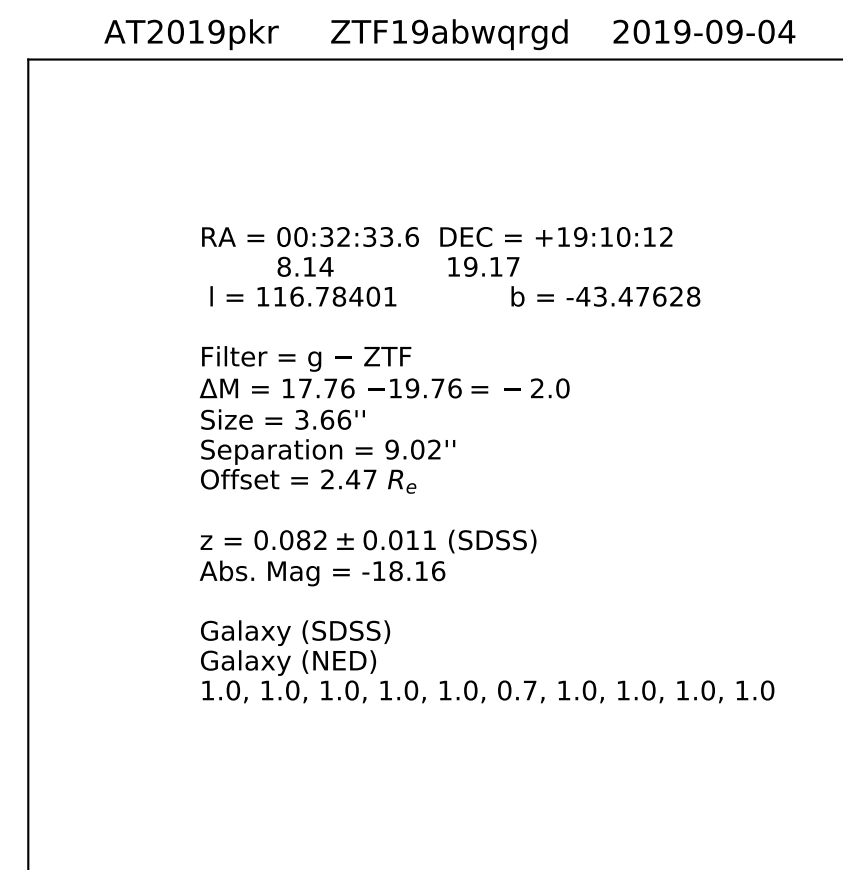 AT2019pkr ZTF19abwqrgd 2019-09-04
RA = 00:32:33.6 DEC = +19:10:12
8.14 19.17
l = 116.78401 b = -43.47628
Filter = g − ZTF
ΔM = 17.76 −19.76 = − 2.0
Size = 3.66''
Separation = 9.02''
Offset = 2.47 Re
z = 0.082 ± 0.011 (SDSS)
Abs. Mag = -18.16
Galaxy (SDSS)
Galaxy (NED)
1.0, 1.0, 1.0, 1.0, 1.0, 0.7, 1.0, 1.0, 1.0, 1.0